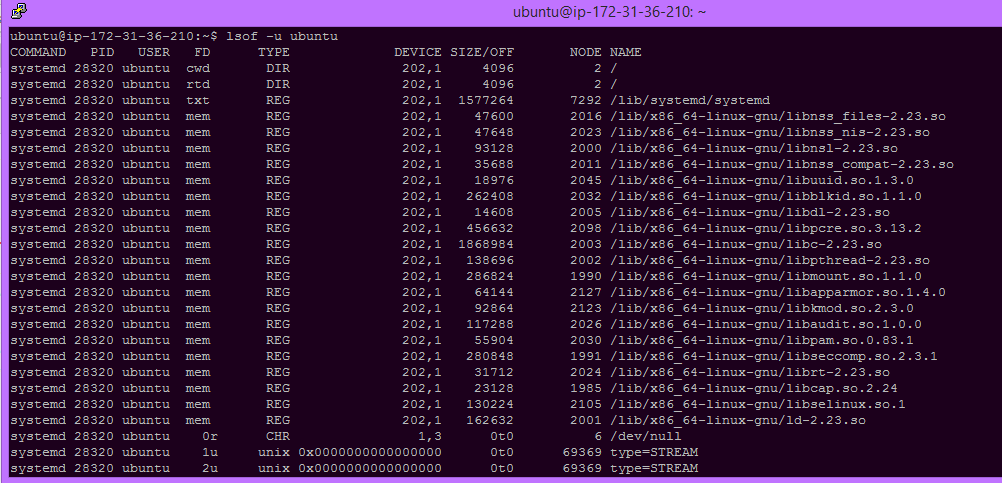 ubuntu@ip-172-31-36-210: ~
ubuntu@ip-172-31-36-210:~$ lsof -u ubuntu
COMMAND   PID   USER   FD   TYPE             DEVICE SIZE/OFF       NODE NAME
systemd 28320 ubuntu  cwd    DIR              202,1     4096          2 /
systemd 28320 ubuntu  rtd    DIR              202,1     4096          2 /
systemd 28320 ubuntu  txt    REG              202,1  1577264       7292 /lib/systemd/systemd
systemd 28320 ubuntu  mem    REG              202,1    47600       2016 /lib/x86_64-linux-gnu/libnss_files-2.23.so
systemd 28320 ubuntu  mem    REG              202,1    47648       2023 /lib/x86_64-linux-gnu/libnss_nis-2.23.so
systemd 28320 ubuntu  mem    REG              202,1    93128       2000 /lib/x86_64-linux-gnu/libnsl-2.23.so
systemd 28320 ubuntu  mem    REG              202,1    35688       2011 /lib/x86_64-linux-gnu/libnss_compat-2.23.so
systemd 28320 ubuntu  mem    REG              202,1    18976       2045 /lib/x86_64-linux-gnu/libuuid.so.1.3.0
systemd 28320 ubuntu  mem    REG              202,1   262408       2032 /lib/x86_64-linux-gnu/libblkid.so.1.1.0
systemd 28320 ubuntu  mem    REG              202,1    14608       2005 /lib/x86_64-linux-gnu/libdl-2.23.so
systemd 28320 ubuntu  mem    REG              202,1   456632       2098 /lib/x86_64-linux-gnu/libpcre.so.3.13.2
systemd 28320 ubuntu  mem    REG              202,1  1868984       2003 /lib/x86_64-linux-gnu/libc-2.23.so
systemd 28320 ubuntu  mem    REG              202,1   138696       2002 /lib/x86_64-linux-gnu/libpthread-2.23.so
systemd 28320 ubuntu  mem    REG              202,1   286824       1990 /lib/x86_64-linux-gnu/libmount.so.1.1.0
systemd 28320 ubuntu  mem    REG              202,1    64144       2127 /lib/x86_64-linux-gnu/libapparmor.so.1.4.0
systemd 28320 ubuntu  mem    REG              202,1    92864       2123 /lib/x86_64-linux-gnu/libkmod.so.2.3.0
systemd 28320 ubuntu  mem    REG              202,1   117288       2026 /lib/x86_64-linux-gnu/libaudit.so.1.0.0
systemd 28320 ubuntu  mem    REG              202,1    55904       2030 /lib/x86_64-linux-gnu/libpam.so.0.83.1
systemd 28320 ubuntu  mem    REG              202,1   280848       1991 /lib/x86_64-linux-gnu/libseccomp.so.2.3.1
systemd 28320 ubuntu  mem    REG              202,1    31712       2024 /lib/x86_64-linux-gnu/librt-2.23.so
systemd 28320 ubuntu  mem    REG              202,1    23128       1985 /lib/x86_64-linux-gnu/libcap.so.2.24
systemd 28320 ubuntu  mem    REG              202,1   130224       2105 /lib/x86_64-linux-gnu/libselinux.so.1
systemd 28320 ubuntu  mem    REG              202,1   162632       2001 /lib/x86_64-linux-gnu/ld-2.23.so
systemd 28320 ubuntu    0r   CHR                1,3      0t0          6 /dev/null
systemd 28320 ubuntu    1u  unix 0x0000000000000000      0t0      69369 type=STREAM
systemd 28320 ubuntu    2u  unix 0x0000000000000000      0t0      69369 type=STREAM